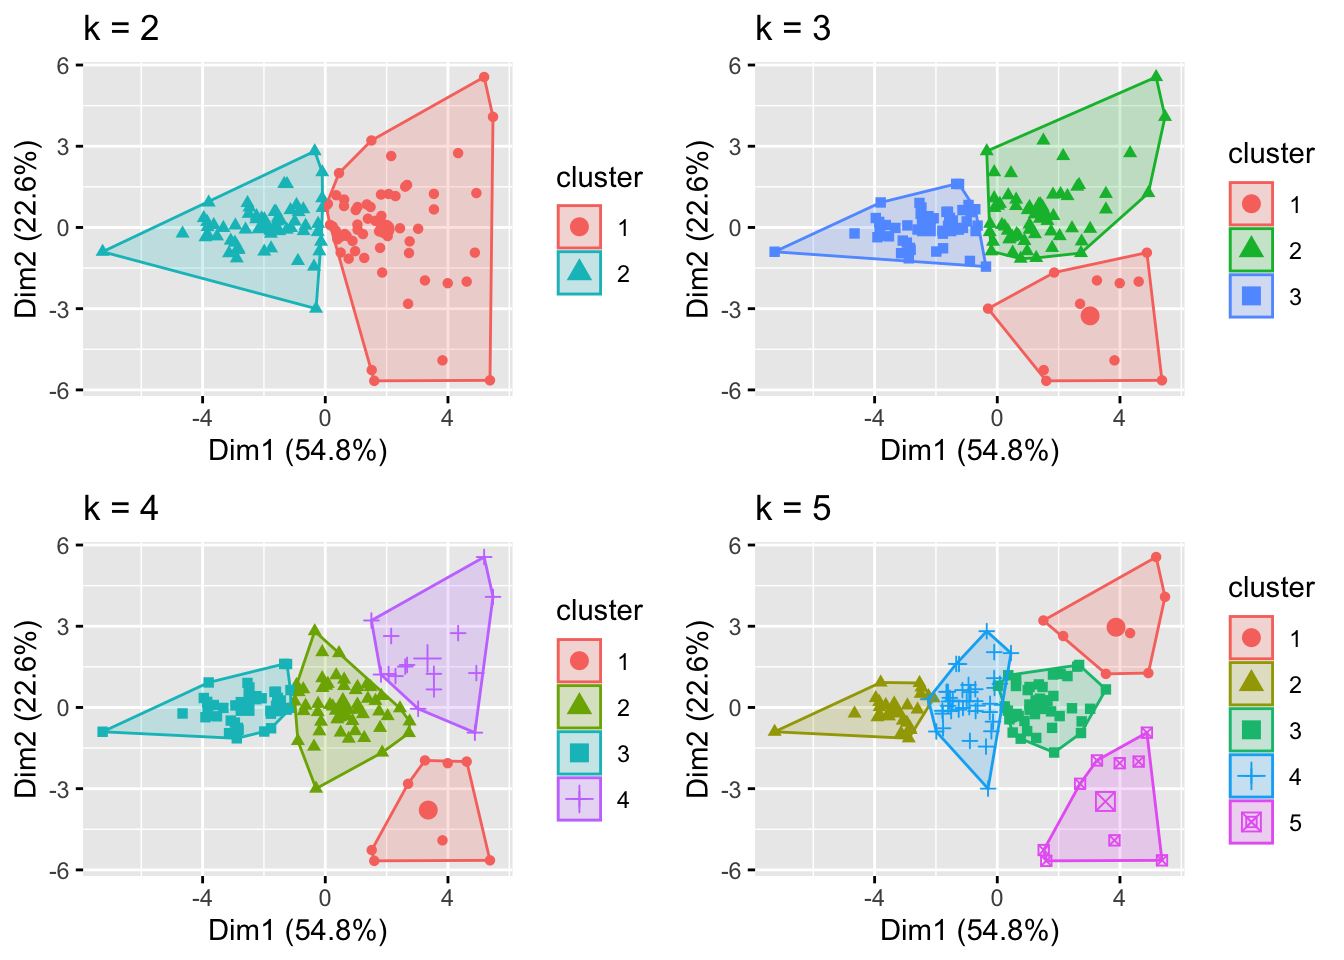 k = 2
6
3
0
-3
-6
-4
0
4
Dim1 (54.8%)
Dim2 (22.6%)
cluster
1
2
k = 3
6
3
0
-3
-6
-4
0
4
Dim1 (54.8%)
Dim2 (22.6%)
cluster
1
2
3
k = 4
6
3
0
-3
-6
-4
0
4
Dim1 (54.8%)
Dim2 (22.6%)
cluster
1
2
3
4
k = 5
6
3
0
-3
-6
-4
0
4
Dim1 (54.8%)
Dim2 (22.6%)
cluster
1
2
3
4
5